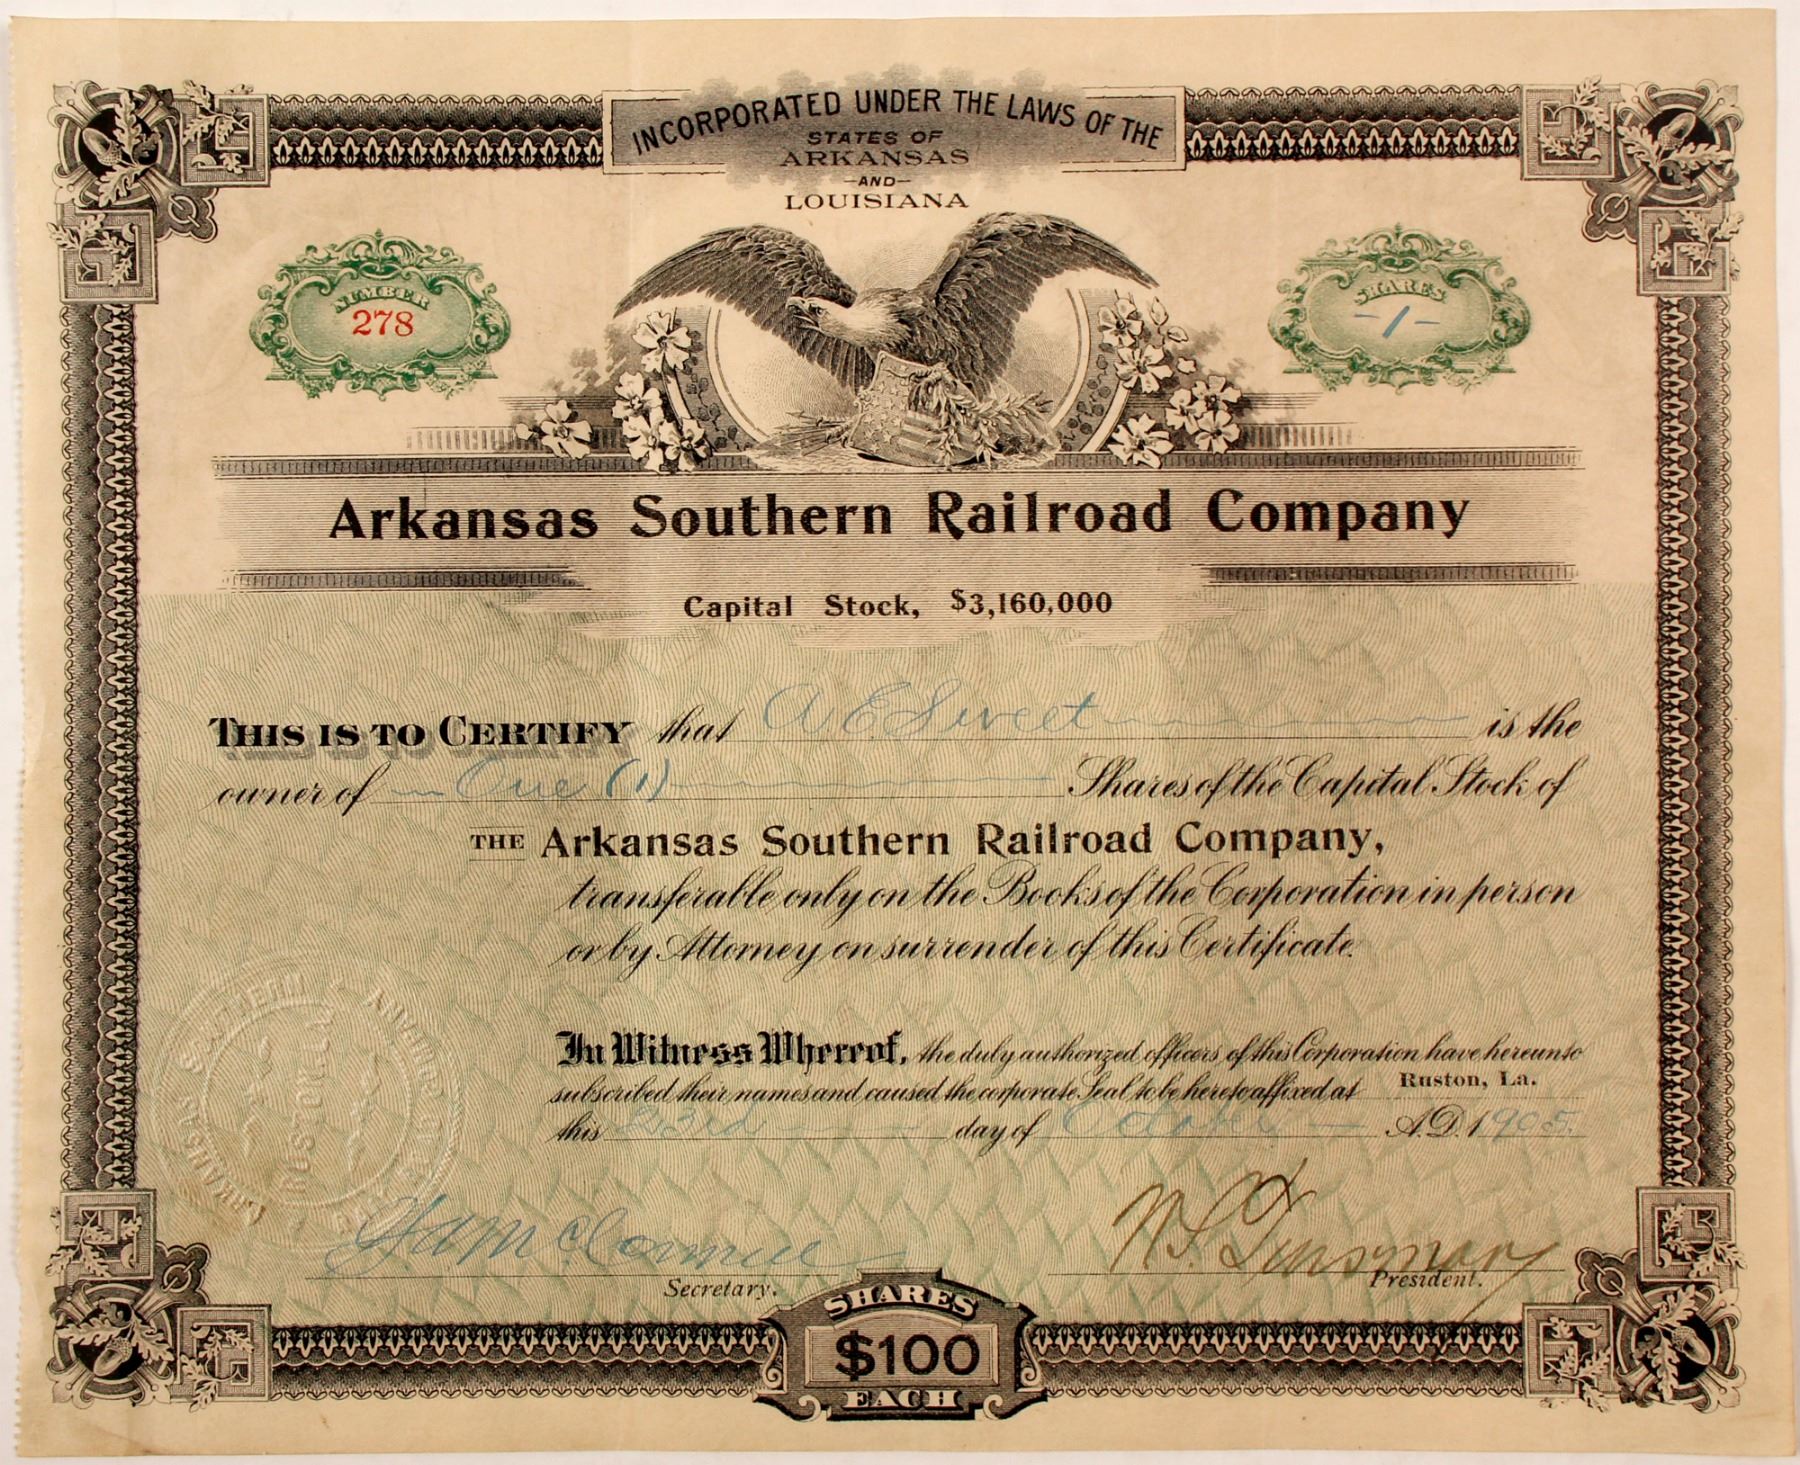 INCORPORATED UNDER THE LAWS OF THE
STATES OF
ARKANSAS
—AND—
LOUISIANA
NUMBER
278
SHARES
-1-
Arkansas Southern Railroad Company
Capital Stock, $3,160,000
THIS IS TO CERTIFY that A E Sweet is the
owner of One (1) Shares of the Capital Stock of
THE Arkansas Southern Railroad Company,
transferable only on the Books of the Corporation in person
or by Attorney on surrender of this Certificate.
In Witness Whereof, the duly authorized officers of this Corporation have hereunto
subscribed their names and caused the corporate Seal to be hereto affixed at Ruston, La.
this 23rd day of October A.D. 1905.
ARKANSAS SOUTHERN RAILROAD COMPANY
Secretary.
President.
SHARES
$100
EACH